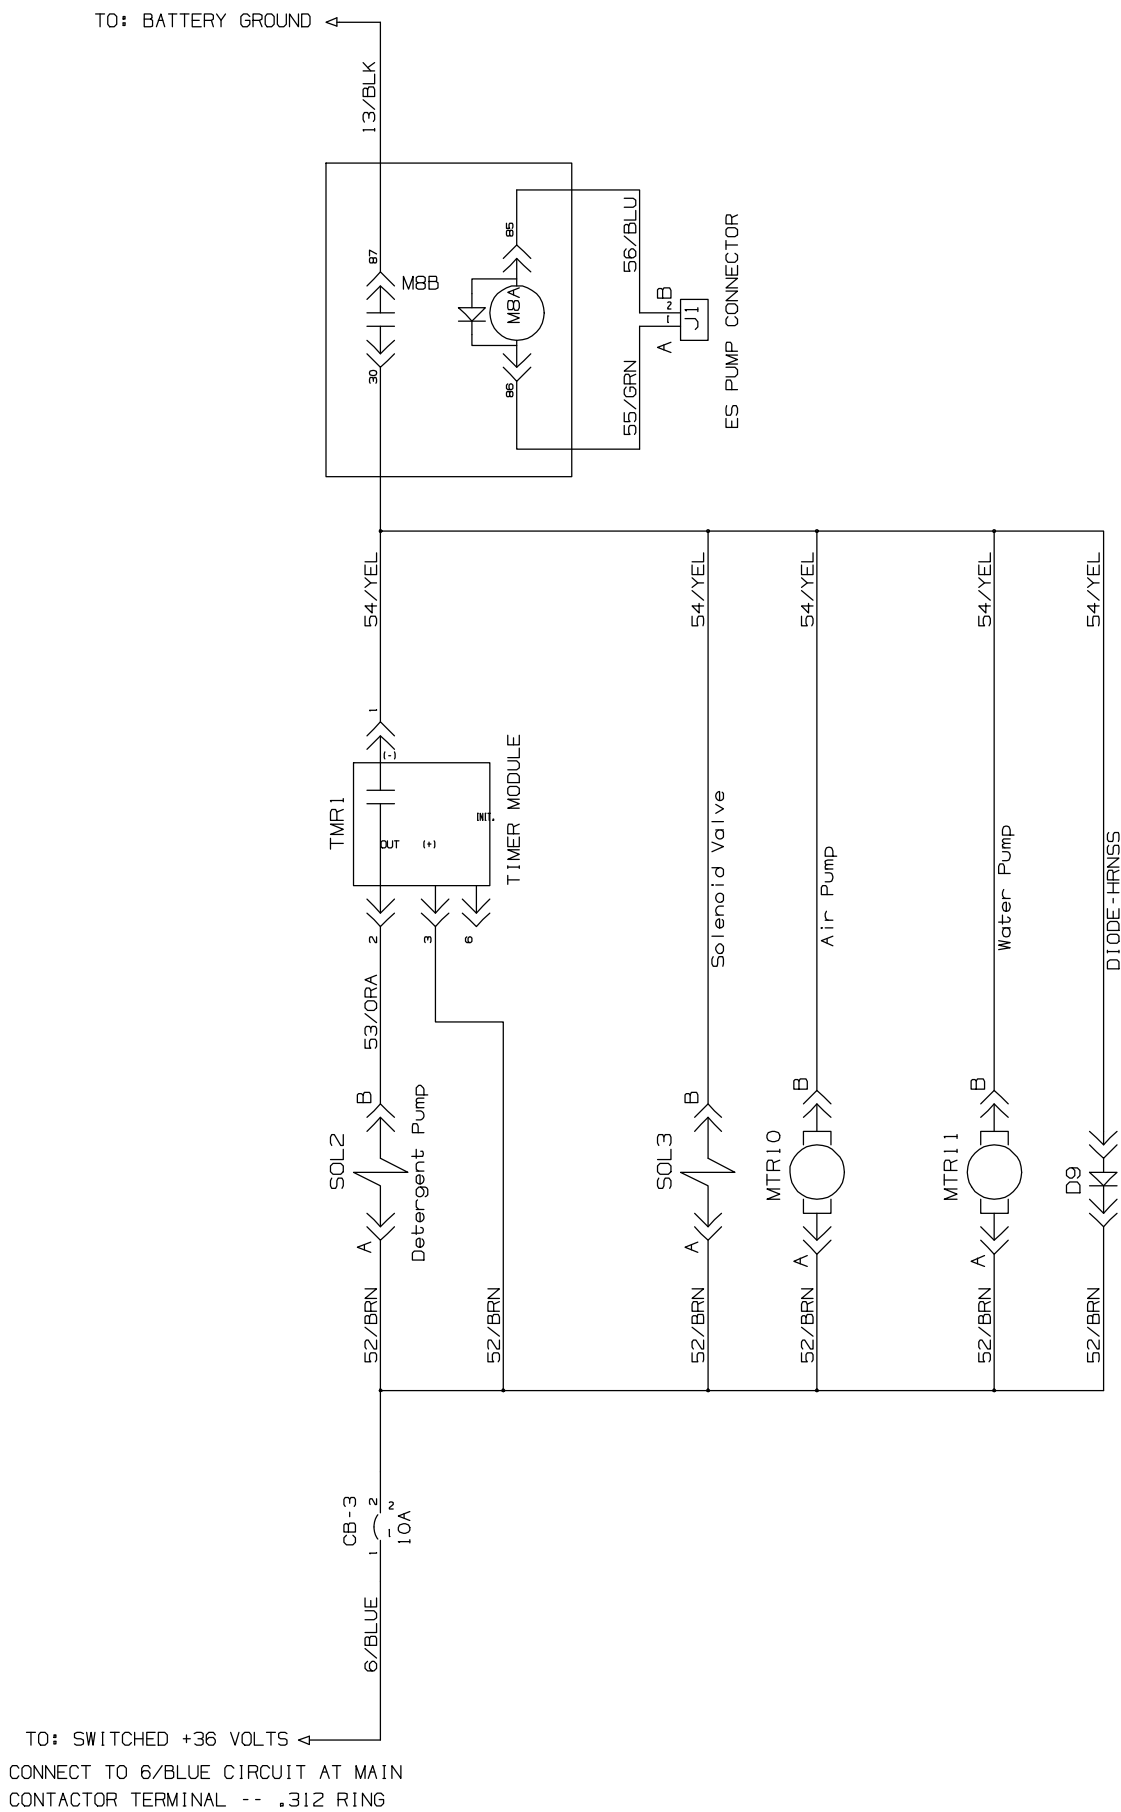 TO: BATTERY GROUND
13/BLK
87
M8B
30
85
M8A
86
56/BLU
55/GRN
B
2
1
A
J1
ES PUMP CONNECTOR
54/YEL
54/YEL
54/YEL
54/YEL
54/YEL
1
(-)
TMR1
OUT
(+)
INIT.
TIMER MODULE
2
3
6
53/ORA
Solenoid Valve
Air Pump
Water Pump
DIODE-HRNSS
B
SOL2
A
Detergent Pump
B
SOL3
A
B
MTR10
A
B
MTR11
A
D9
52/BRN
52/BRN
52/BRN
52/BRN
52/BRN
52/BRN
CB-3
2
2
1
1
10A
6/BLUE
TO: SWITCHED +36 VOLTS
CONNECT TO 6/BLUE CIRCUIT AT MAIN
CONTACTOR TERMINAL -- .312 RING